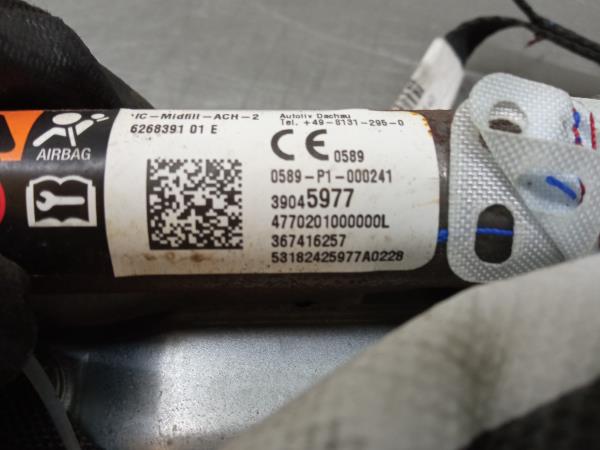 IC-Midfill-ACH-2
6268391 01 E
Autoliv Dachau
Tel. +49-8131-295-0
AIRBAG
CE 0589
0589-P1-000241
39045977
4770201000000L
367416257
53182425977A0228